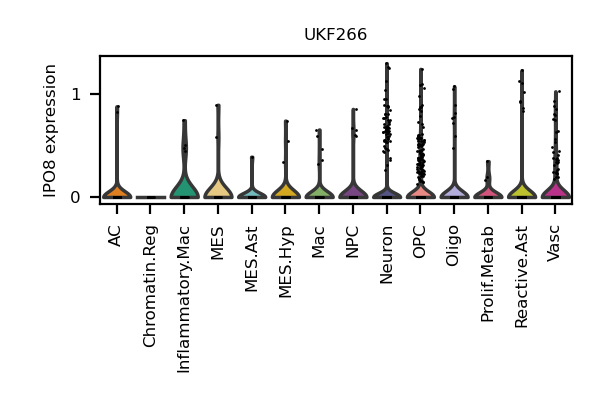 UKF266
IPO8 expression
1
0
AC
Chromatin.Reg
Inflammatory.Mac
MES
MES.Ast
MES.Hyp
Mac
NPC
Neuron
OPC
Oligo
Prolif.Metab
Reactive.Ast
Vasc